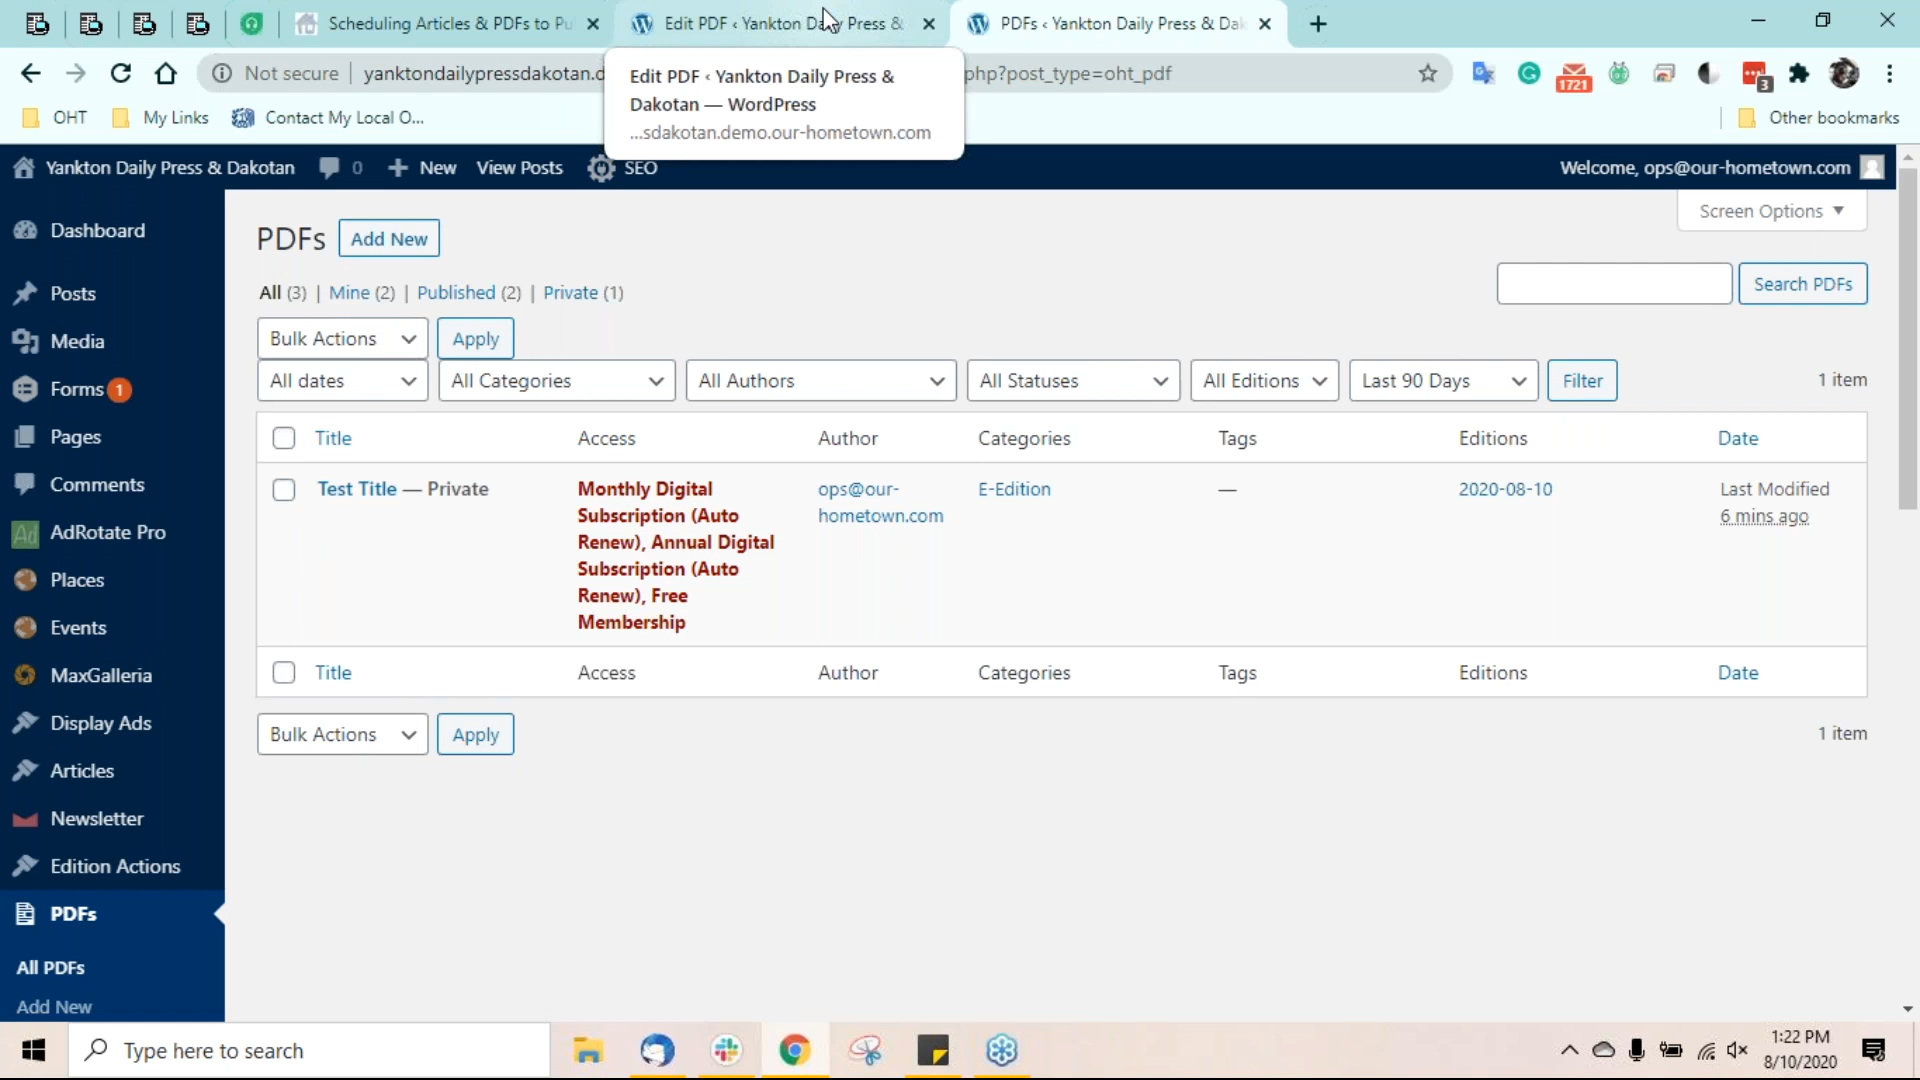 Scheduling Articles & PDFs to Pu
Edit PDF ‹ Yankton Daily Press &
PDFs ‹ Yankton Daily Press & Dak
Not secure
yanktondailypressdakotan.d
php?post_type=oht_pdf
1721
3
Edit PDF ‹ Yankton Daily Press &
Dakotan — WordPress
...sdakotan.demo.our-hometown.com
OHT
My Links
Contact My Local O...
Other bookmarks
Yankton Daily Press & Dakotan
0
New
View Posts
SEO
Welcome, ops@our-hometown.com
Dashboard
Posts
Media
Forms 1
Pages
Comments
Ad
AdRotate Pro
Places
Events
MaxGalleria
Display Ads
Articles
Newsletter
Edition Actions
PDFs
All PDFs
Add New
Screen Options
PDFs
Add New
All (3) | Mine (2) | Published (2) | Private (1)
Search PDFs
Bulk Actions
Apply
All dates
All Categories
All Authors
All Statuses
All Editions
Last 90 Days
Filter
1 item
Title
Access
Author
Categories
Tags
Editions
Date
Test Title — Private
Monthly Digital
Subscription (Auto
Renew), Annual Digital
Subscription (Auto
Renew), Free
Membership
ops@our-
hometown.com
E-Edition
—
2020-08-10
Last Modified
6 mins ago
Title
Access
Author
Categories
Tags
Editions
Date
Bulk Actions
Apply
1 item
Type here to search
1:22 PM
8/10/2020